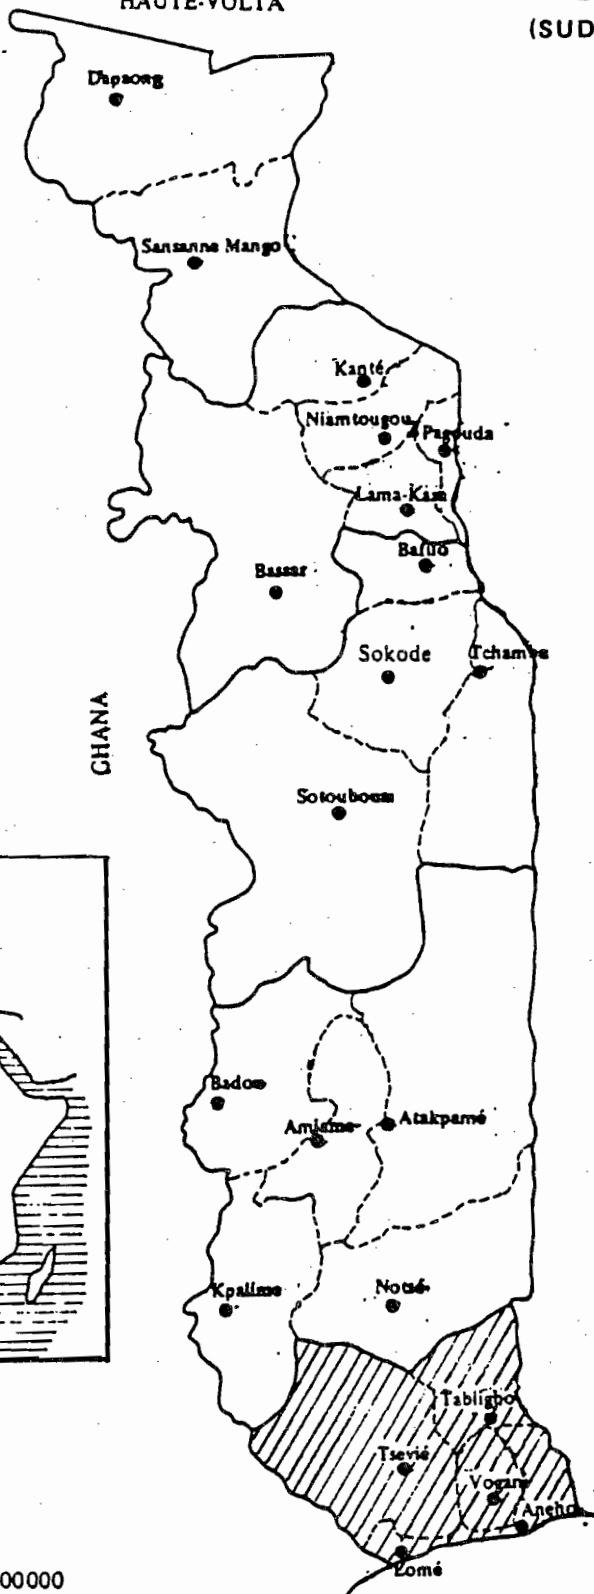 HAUTE-VOLTA
(SUD
Dapaong
Sansanne Mango
Kanté
Niamtougou
Pagouda
Lama-Kara
Bafilo
Bassar
Sokode
Tchamba
GHANA
Sotouboua
Badou
Amlame
Atakpamé
Kpalime
Notsé
Tabligbo
Tsevié
Vogan
Aneho
Lomé
00000